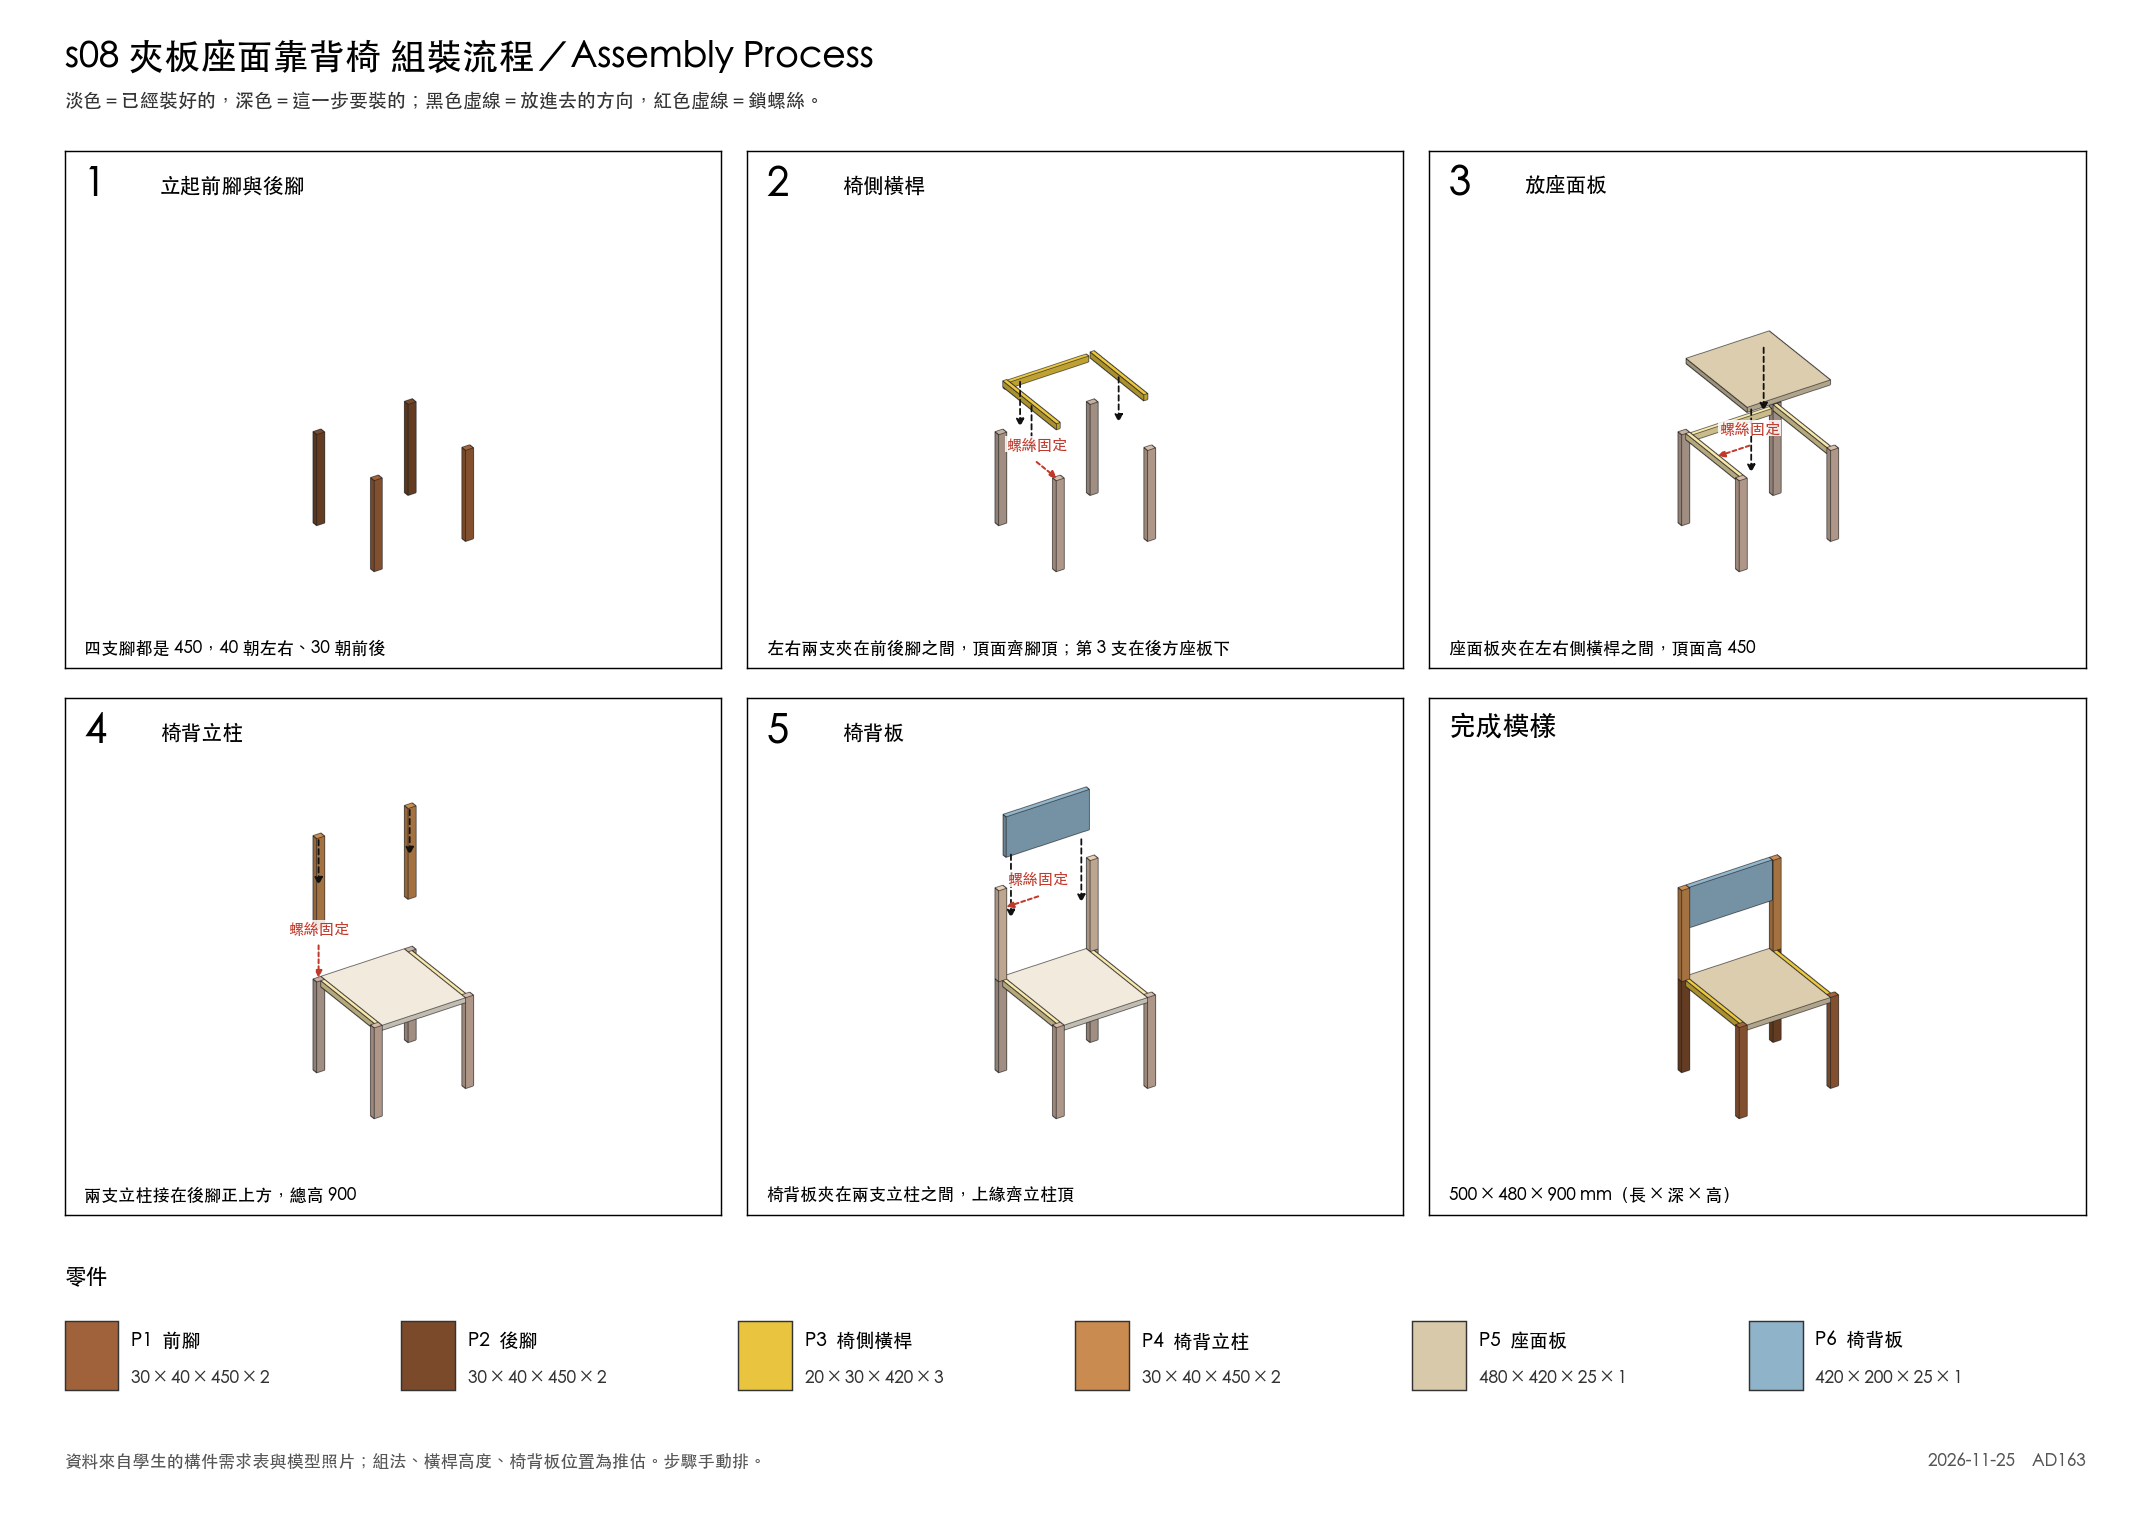 s08 夾板座面靠背椅 組裝流程／Assembly Process
淡色＝已經裝好的，深色＝這一步要裝的；黑色虛線＝放進去的方向，紅色虛線＝鎖螺絲。
1 立起前腳與後腳
四支腳都是 450，40 朝左右、30 朝前後
2 椅側橫桿
螺絲固定
左右兩支夾在前後腳之間，頂面齊腳頂；第 3 支在後方座板下
3 放座面板
螺絲固定
座面板夾在左右側橫桿之間，頂面高 450
4 椅背立柱
螺絲固定
兩支立柱接在後腳正上方，總高 900
5 椅背板
螺絲固定
椅背板夾在兩支立柱之間，上緣齊立柱頂
完成模樣
500 × 480 × 900 mm（長 × 深 × 高）
零件
P1 前腳
30 × 40 × 450 × 2
P2 後腳
30 × 40 × 450 × 2
P3 椅側橫桿
20 × 30 × 420 × 3
P4 椅背立柱
30 × 40 × 450 × 2
P5 座面板
480 × 420 × 25 × 1
P6 椅背板
420 × 200 × 25 × 1
資料來自學生的構件需求表與模型照片；組法、橫桿高度、椅背板位置為推估。步驟手動排。
2026-11-25 AD163